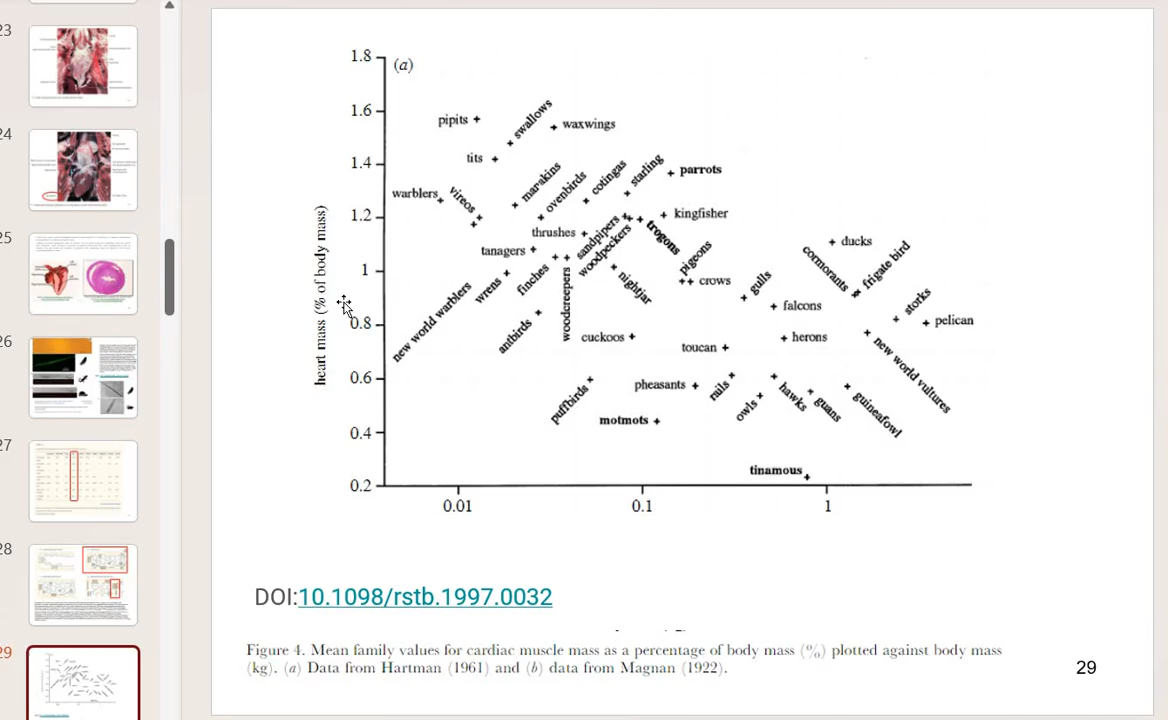 23
24
25
26
27
28
29
1.8
(a)
1.6
1.4
1.2
1
0.8
0.6
0.4
0.2
heart mass (% of body mass)
pipits
swallows
waxwings
tits
warblers
vireos
manakins
ovenbirds
cotingas
starling
parrots
kingfisher
thrushes
sandpipers
woodpeckers
trogons
pigeons
tanagers
finches
wrens
new world warblers
woodcreepers
nightjar
crows
gulls
ducks
cormorants
frigate bird
antbirds
cuckoos
falcons
storks
pelican
toucan
herons
new world vultures
puffbirds
pheasants
rails
owls
hawks
guans
guineafowl
motmots
tinamous
0.01
0.1
1
DOI:10.1098/rstb.1997.0032
Figure 4. Mean family values for cardiac muscle mass as a percentage of body mass (%) plotted against body mass
(kg). (a) Data from Hartman (1961) and (b) data from Magnan (1922).
29